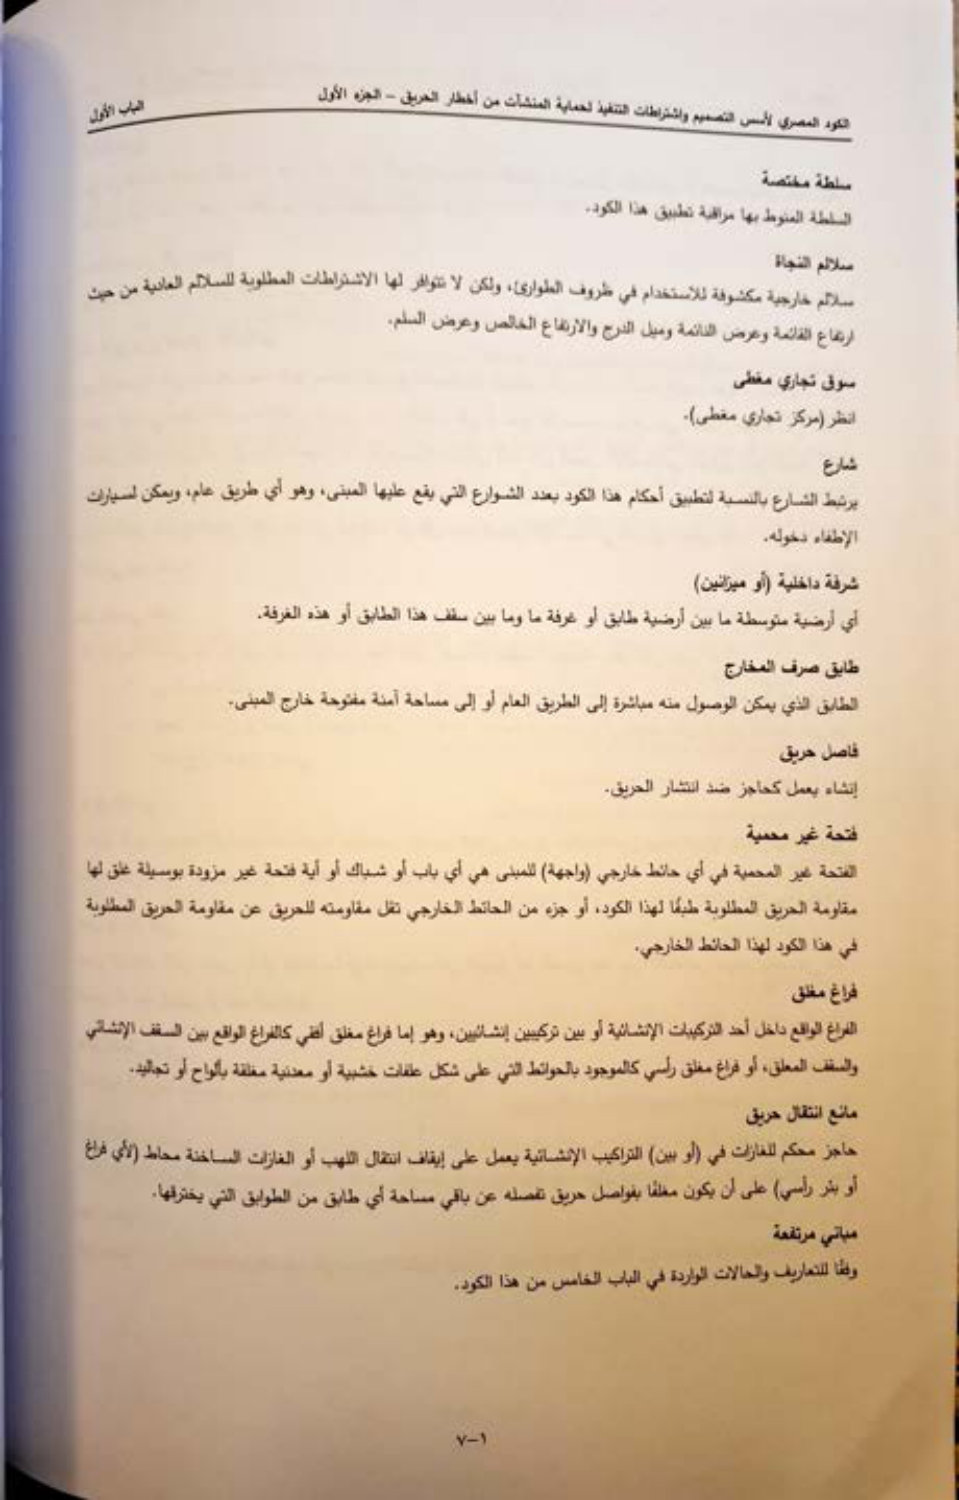 الكود المصري لأسس التصميم واشتراطات التنفيذ لحماية المنشآت من أخطار الحريق – الجزء الأول
الباب الأول
سلطة مختصة
السلطة المنوط بها مراقبة تطبيق هذا الكود.
سلالم النجاة
سلالم خارجية مكشوفة للاستخدام في ظروف الطوارئ، ولكن لا تتوافر لها الاشتراطات المطلوبة للسلالم العادية من حيث
ارتفاع القائمة وعرض النائمة وميل الدرج والارتفاع الخالص وعرض السلم.
سوق تجاري مغطى
انظر (مركز تجاري مغطى).
شارع
يرتبط الشارع بالنسبة لتطبيق أحكام هذا الكود بعدد الشوارع التي يقع عليها المبنى، وهو أي طريق عام، ويمكن لسيارات
الإطفاء دخوله.
شرفة داخلية (أو ميزانين)
أي أرضية متوسطة ما بين أرضية طابق أو غرفة ما وما بين سقف هذا الطابق أو هذه الغرفة.
طابق صرف المخارج
الطابق الذي يمكن الوصول منه مباشرة إلى الطريق العام أو إلى مساحة آمنة مفتوحة خارج المبنى.
فاصل حريق
إنشاء يعمل كحاجز ضد انتشار الحريق.
فتحة غير محمية
الفتحة غير المحمية في أي حائط خارجي (واجهة) للمبنى هي أي باب أو شباك أو أية فتحة غير مزودة بوسيلة غلق لها
مقاومة الحريق المطلوبة طبقًا لهذا الكود، أو جزء من الحائط الخارجي تقل مقاومته للحريق عن مقاومة الحريق المطلوبة
في هذا الكود لهذا الحائط الخارجي.
فراغ مغلق
الفراغ الواقع داخل أحد التركيبات الإنشائية أو بين تركيبين إنشائيين، وهو إما فراغ مغلق أفقي كالفراغ الواقع بين السقف الإنشائي
والسقف المعلق، أو فراغ مغلق رأسي كالموجود بالحوائط التي على شكل علفات خشبية أو معدنية مغلقة بألواح أو تجاليد.
مانع انتقال حريق
حاجز محكم للغازات في (أو بين) التراكيب الإنشائية يعمل على إيقاف انتقال اللهب أو الغازات الساخنة محاط (لأي فراغ
أو بئر رأسي) على أن يكون مغلقًا بفواصل حريق تفصله عن باقي مساحة أي طابق من الطوابق التي يخترقها.
مباني مرتفعة
وفقًا للتعاريف والحالات الواردة في الباب الخامس من هذا الكود.
١–٧